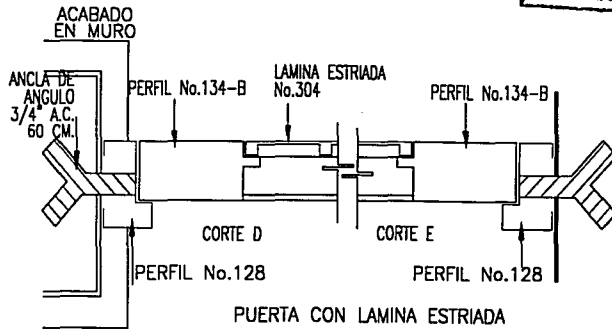 ACABADO
EN MURO
ANCLA DE
ANGULO
3/4" A.C.
60 CM.
PERFIL No.134-B
LAMINA ESTRIADA
No.304
PERFIL No.134-B
CORTE D
CORTE E
PERFIL No.128
PERFIL No.128
PUERTA CON LAMINA ESTRIADA